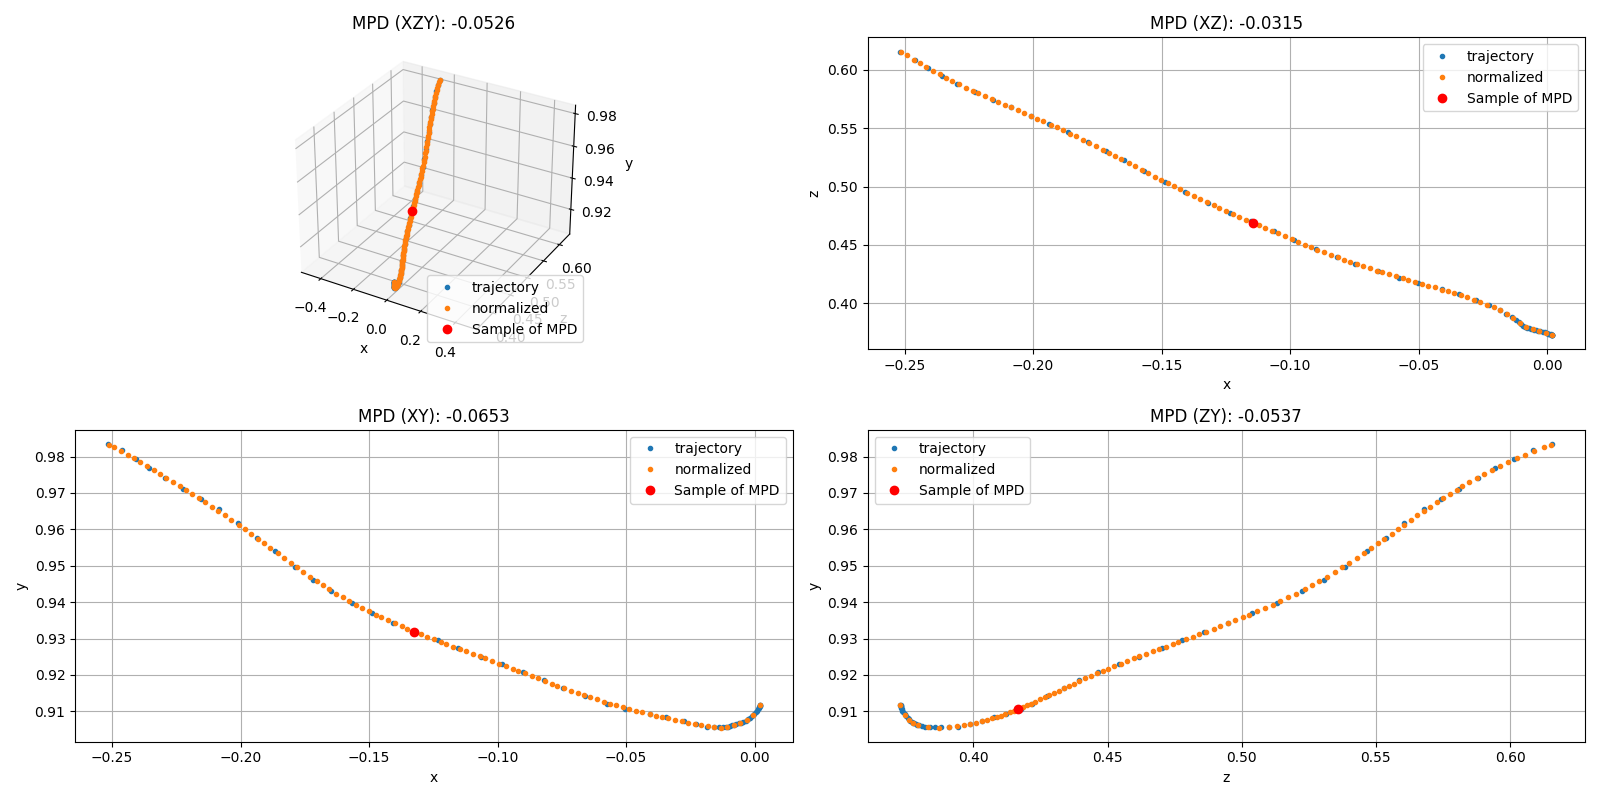 MPD (XZY): -0.0526
0.98
0.96
y
0.94
0.92
0.60
0.55
0.50
z
0.45
0.40
−0.4
−0.2
0.0
x
0.2
0.4
trajectory
normalized
Sample of MPD
MPD (XZ): -0.0315
0.60
0.55
0.50
z
0.45
0.40
trajectory
normalized
Sample of MPD
−0.25
−0.20
−0.15
−0.10
−0.05
0.00
x
MPD (XY): -0.0653
0.98
0.97
0.96
0.95
y
0.94
0.93
0.92
0.91
trajectory
normalized
Sample of MPD
−0.25
−0.20
−0.15
−0.10
−0.05
0.00
x
MPD (ZY): -0.0537
0.98
0.97
0.96
0.95
y
0.94
0.93
0.92
0.91
trajectory
normalized
Sample of MPD
0.40
0.45
0.50
0.55
0.60
z